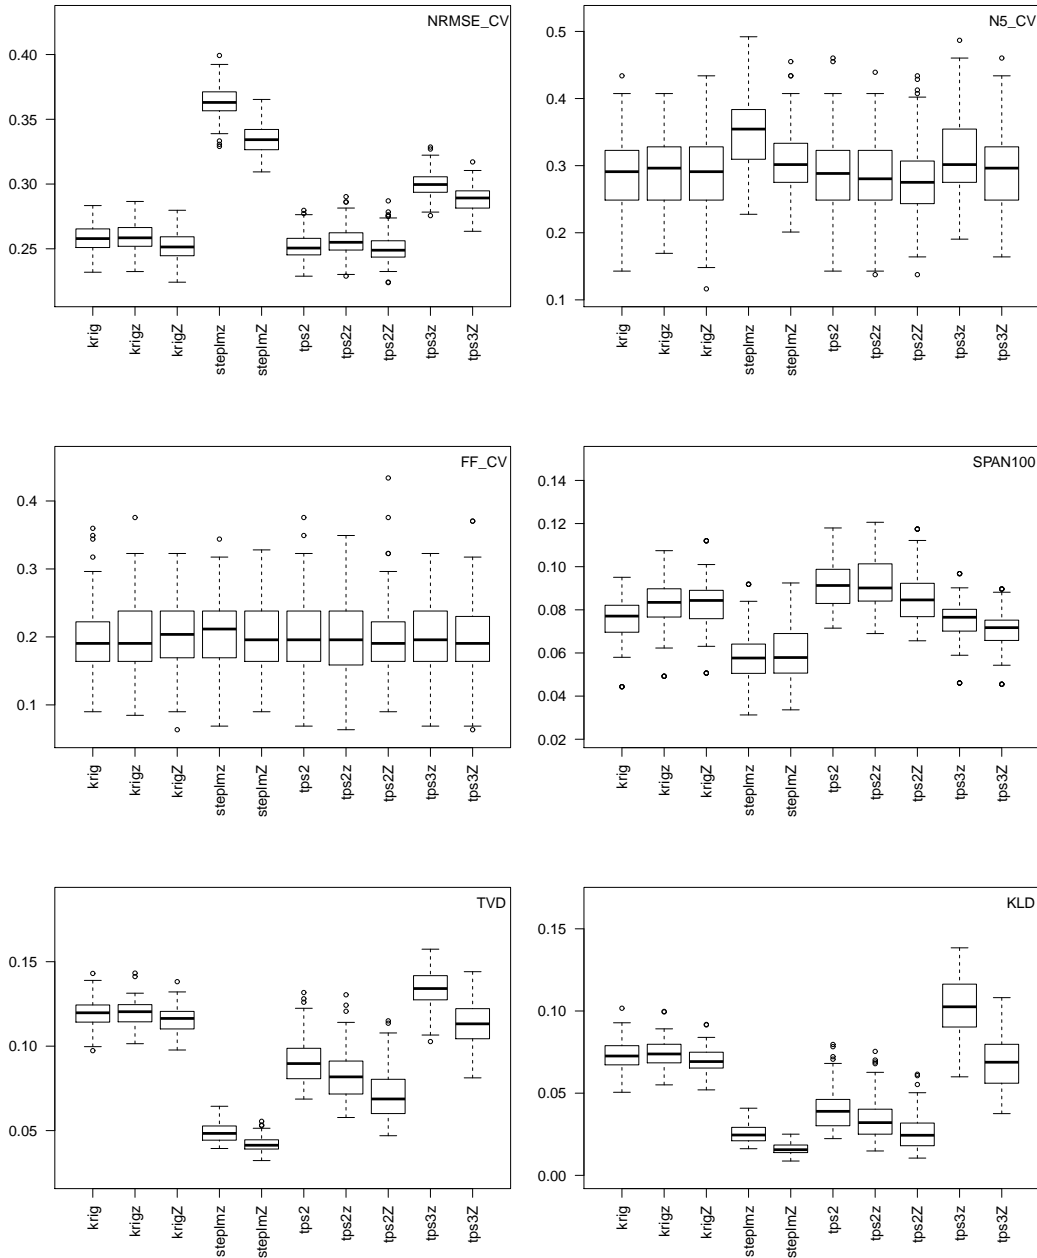 NRMSE_CV
0.40
0.35
0.30
0.25
krig
krigz
krigZ
steplmz
steplmZ
tps2
tps2z
tps2Z
tps3z
tps3Z
N5_CV
0.5
0.4
0.3
0.2
0.1
krig
krigz
krigZ
steplmz
steplmZ
tps2
tps2z
tps2Z
tps3z
tps3Z
FF_CV
0.4
0.3
0.2
0.1
krig
krigz
krigZ
steplmz
steplmZ
tps2
tps2z
tps2Z
tps3z
tps3Z
SPAN100
0.14
0.12
0.10
0.08
0.06
0.04
0.02
krig
krigz
krigZ
steplmz
steplmZ
tps2
tps2z
tps2Z
tps3z
tps3Z
TVD
0.15
0.10
0.05
krig
krigz
krigZ
steplmz
steplmZ
tps2
tps2z
tps2Z
tps3z
tps3Z
KLD
0.15
0.10
0.05
0.00
krig
krigz
krigZ
steplmz
steplmZ
tps2
tps2z
tps2Z
tps3z
tps3Z